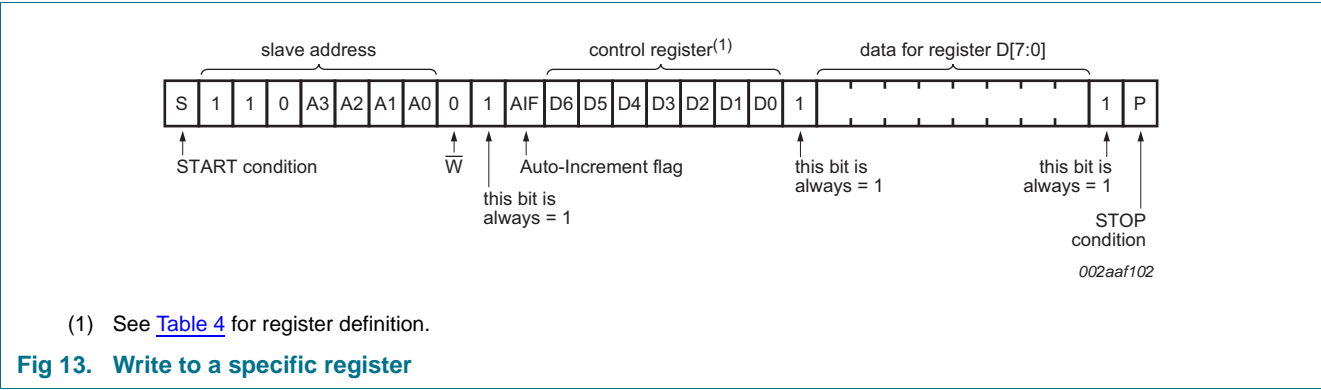 slave address control register(1) data for register D[7:0]
S 1 1 0 A3 A2 A1 A0 0 1 AIF D6 D5 D4 D3 D2 D1 D0 1 1 P
START condition W Auto-Increment flag this bit is always = 1 this bit is always = 1
this bit is always = 1
STOP condition
002aaf102
(1) See Table 4 for register definition.
Fig 13. Write to a specific register